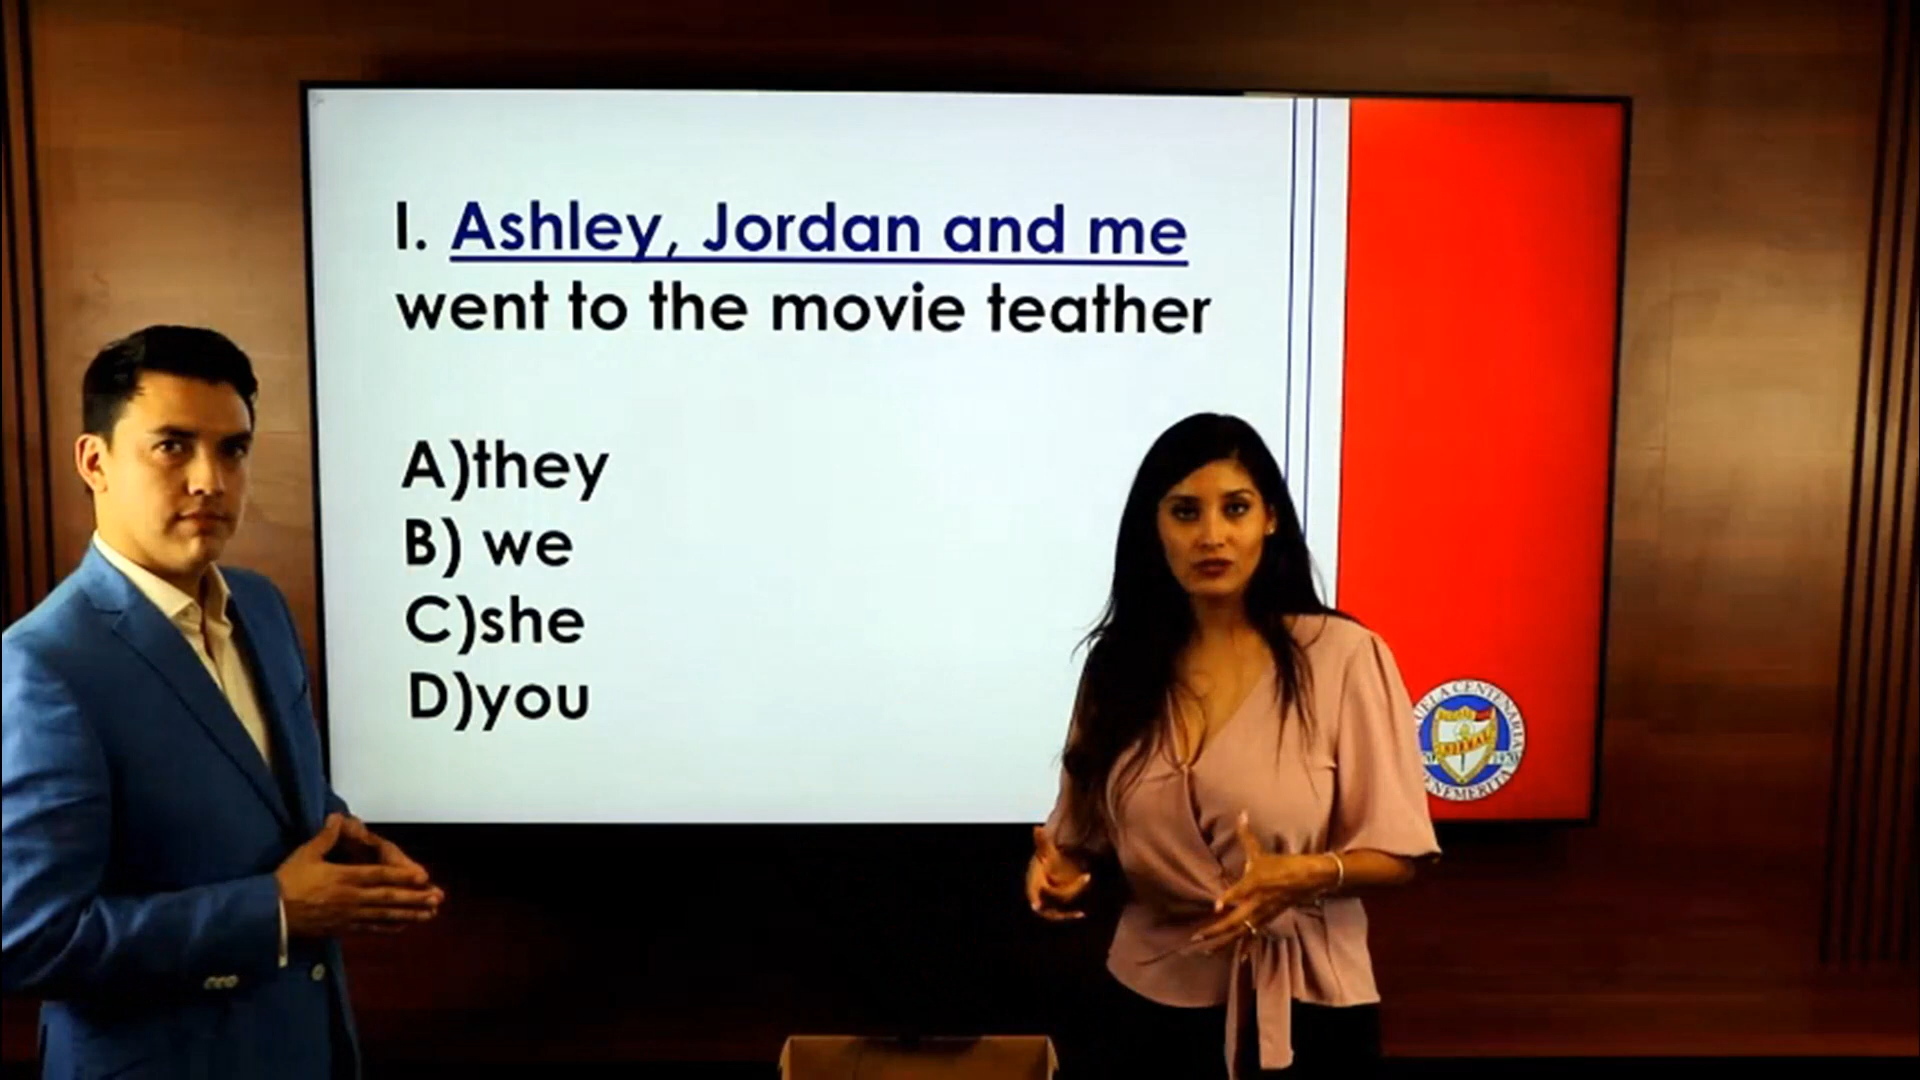 I. Ashley, Jordan and me
went to the movie teather
A)they
B) we
C)she
D)you